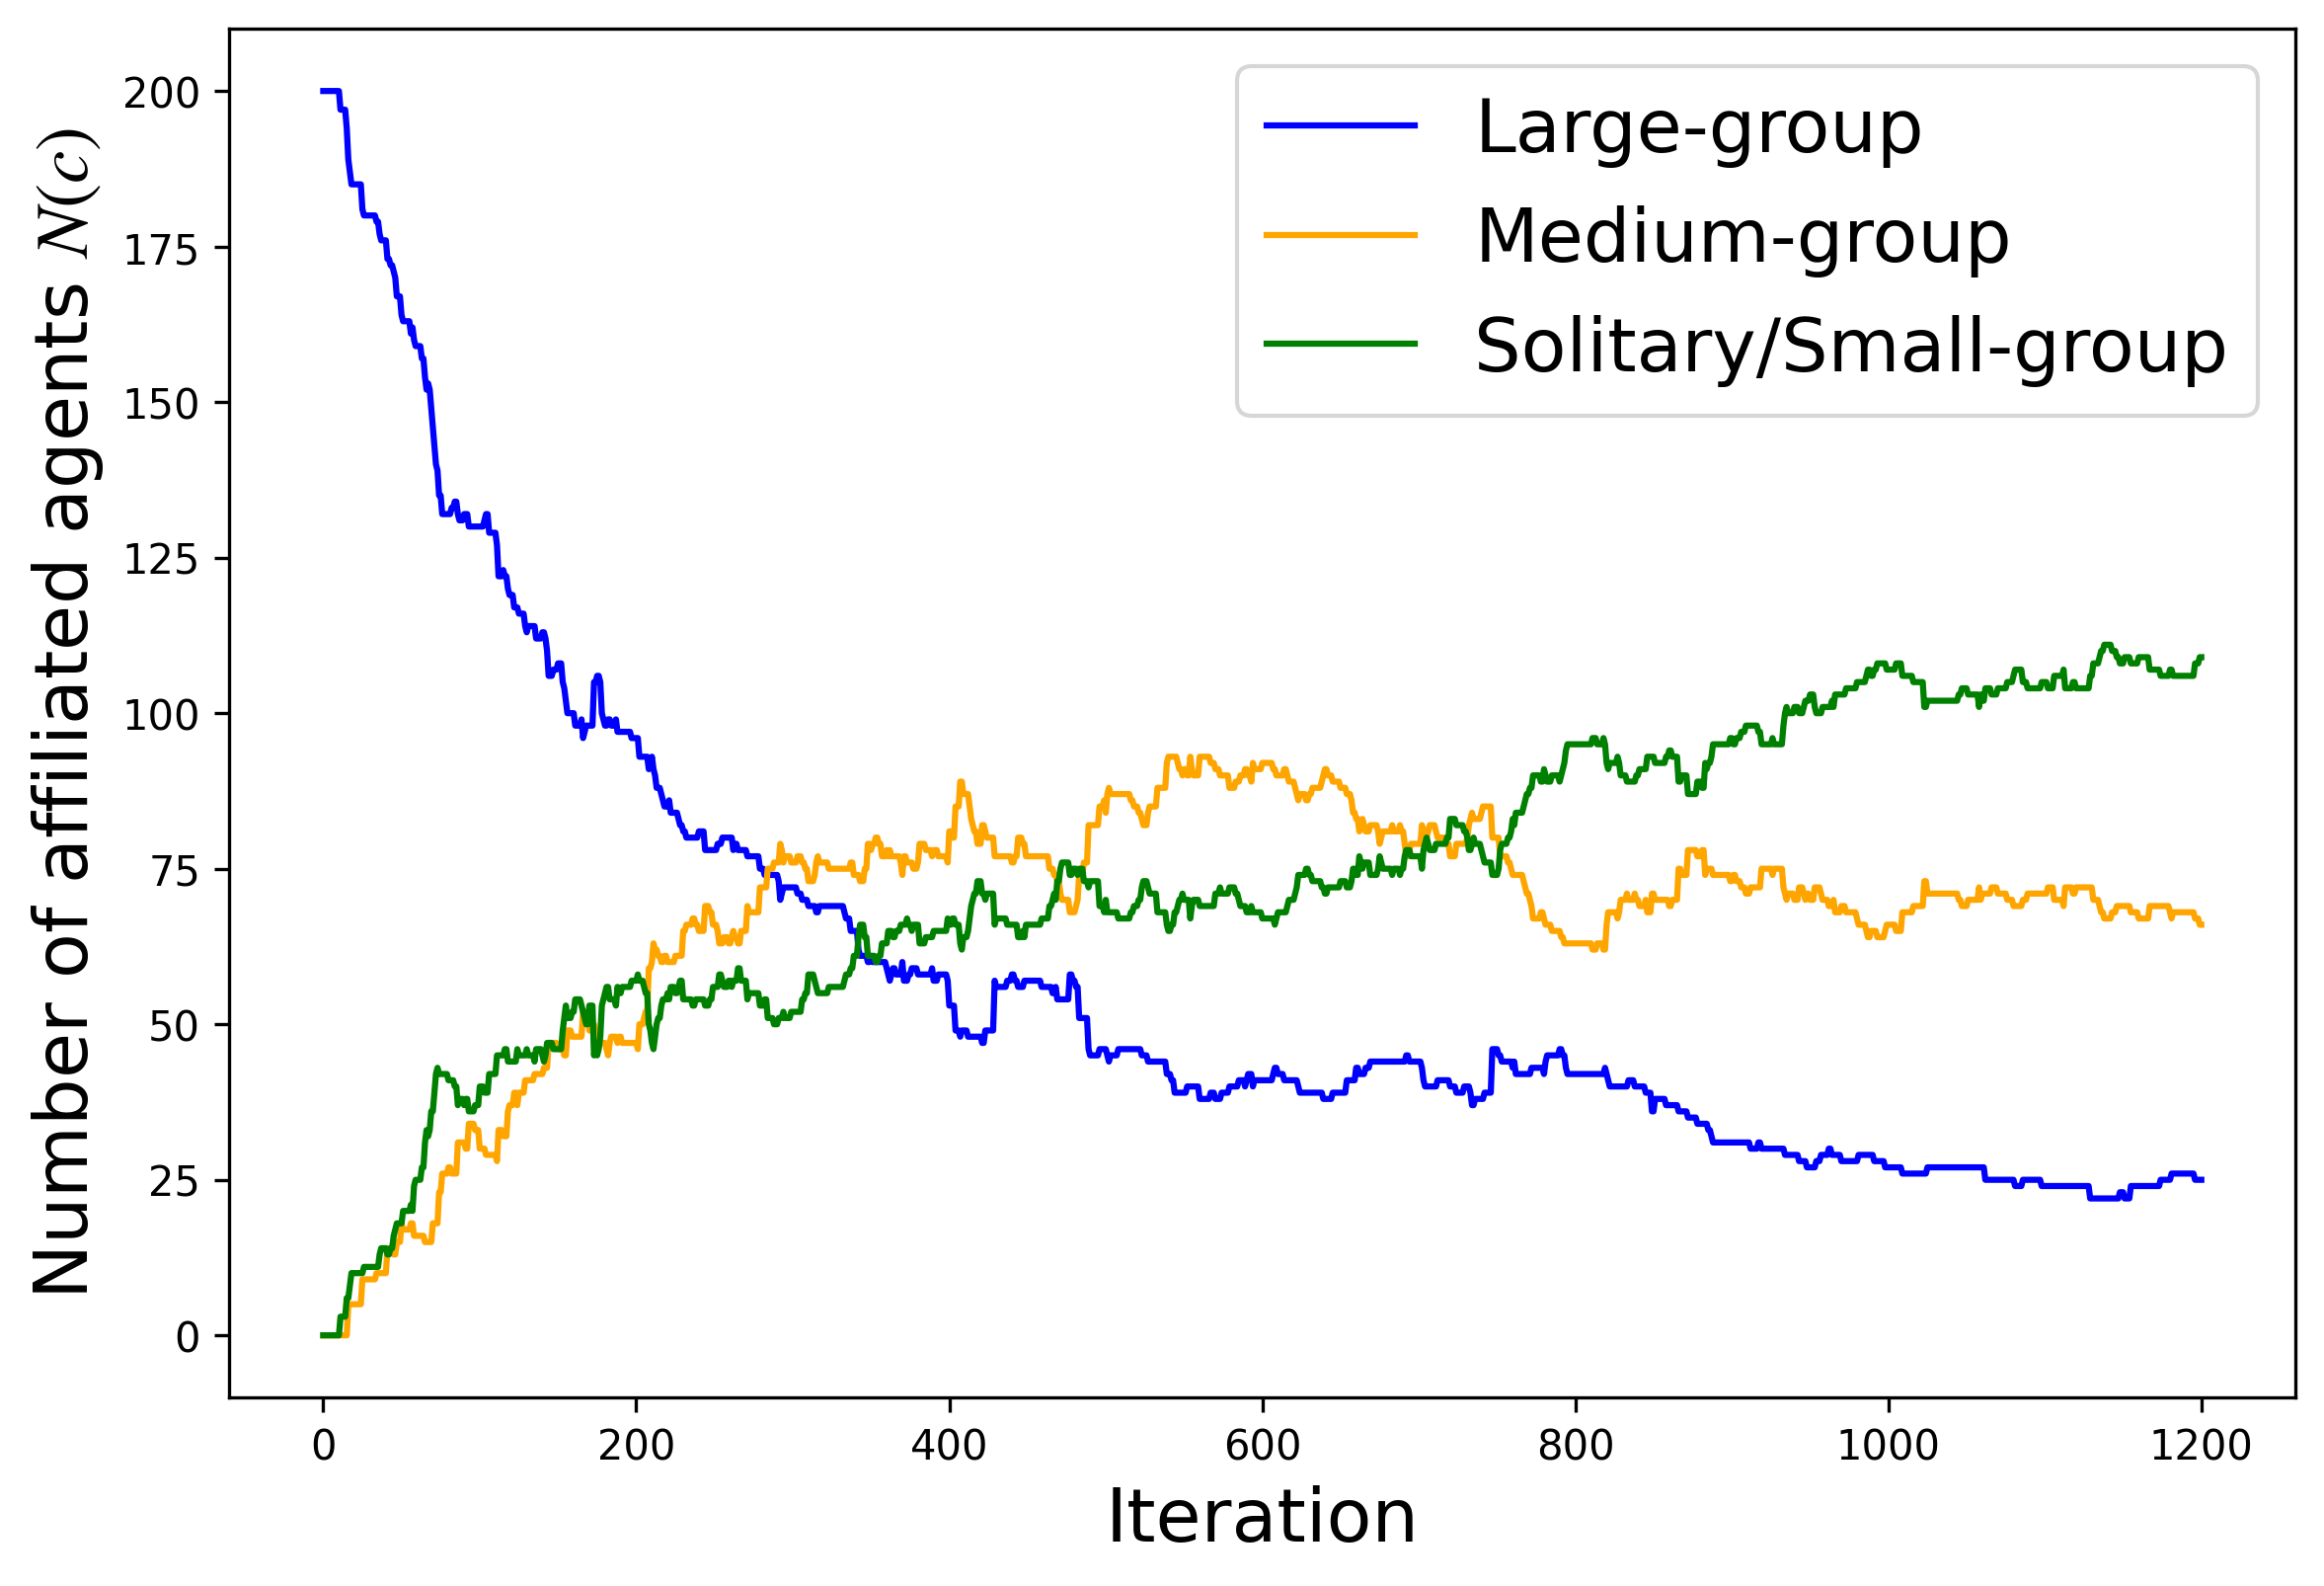 Number of affiliated agents N(c)
200
175
150
125
100
75
50
25
0
Large-group
Medium-group
Solitary/Small-group
0 200 400 600 800 1000 1200
Iteration